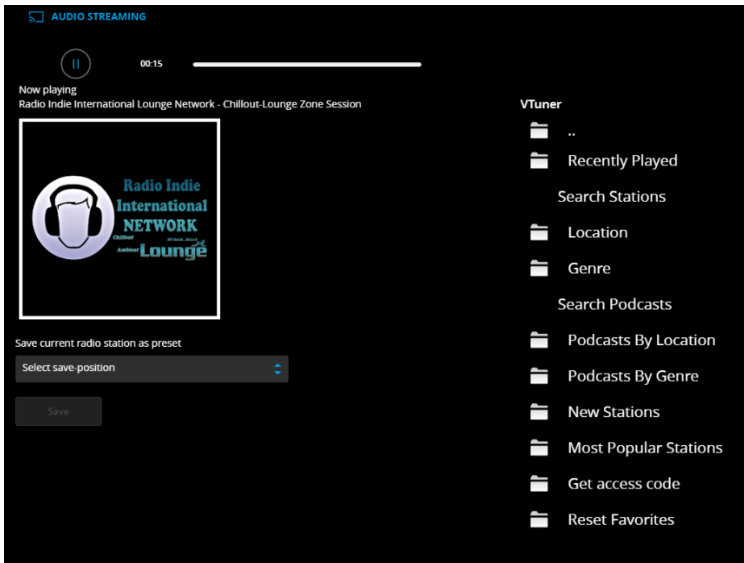 AUDIO STREAMING
00:15
Now playing
Radio Indie International Lounge Network - Chillout-Lounge Zone Session
Radio Indie
International
NETWORK
Chillout
Ambient Lounge
Save current radio station as preset
Select save-position
Save
VTuner
..
Recently Played
Search Stations
Location
Genre
Search Podcasts
Podcasts By Location
Podcasts By Genre
New Stations
Most Popular Stations
Get access code
Reset Favorites